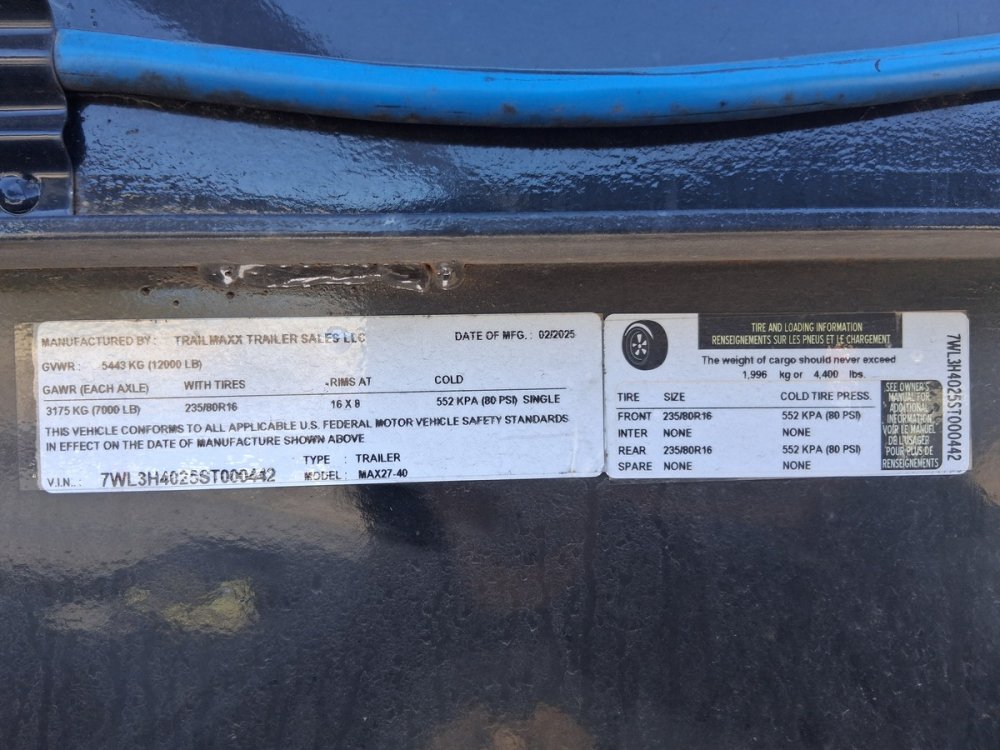 MANUFACTURED BY: TRAILMAXX TRAILER SALES LLC DATE OF MFG.: 02/2025
GVWR : 5443 KG (12000 LB)
GAWR (EACH AXLE) WITH TIRES RIMS AT COLD
3175 KG (7000 LB) 235/80R16 16 X 8 552 KPA (80 PSI) SINGLE
THIS VEHICLE CONFORMS TO ALL APPLICABLE U.S. FEDERAL MOTOR VEHICLE SAFETY STANDARDS
IN EFFECT ON THE DATE OF MANUFACTURE SHOWN ABOVE
TYPE : TRAILER
V.I.N..: 7WL3H4025ST000442 MODEL: MAX27-40
TIRE AND LOADING INFORMATION
RENSEIGNEMENTS SUR LES PNEUS ET LE CHARGEMENT
The weight of cargo should never exceed
1,996 kg or 4,400 lbs.
TIRE SIZE COLD TIRE PRESS.
FRONT 235/80R16 552 KPA (80 PSI)
INTER NONE NONE
REAR 235/80R16 552 KPA (80 PSI)
SPARE NONE NONE
SEE OWNER'S
MANUAL FOR
ADDITIONAL
INFORMATION
VOIR LE MANUEL
DE L'USAGER
POUR PLUS DE
RENSEIGNEMENTS
7WL3H4025ST000442